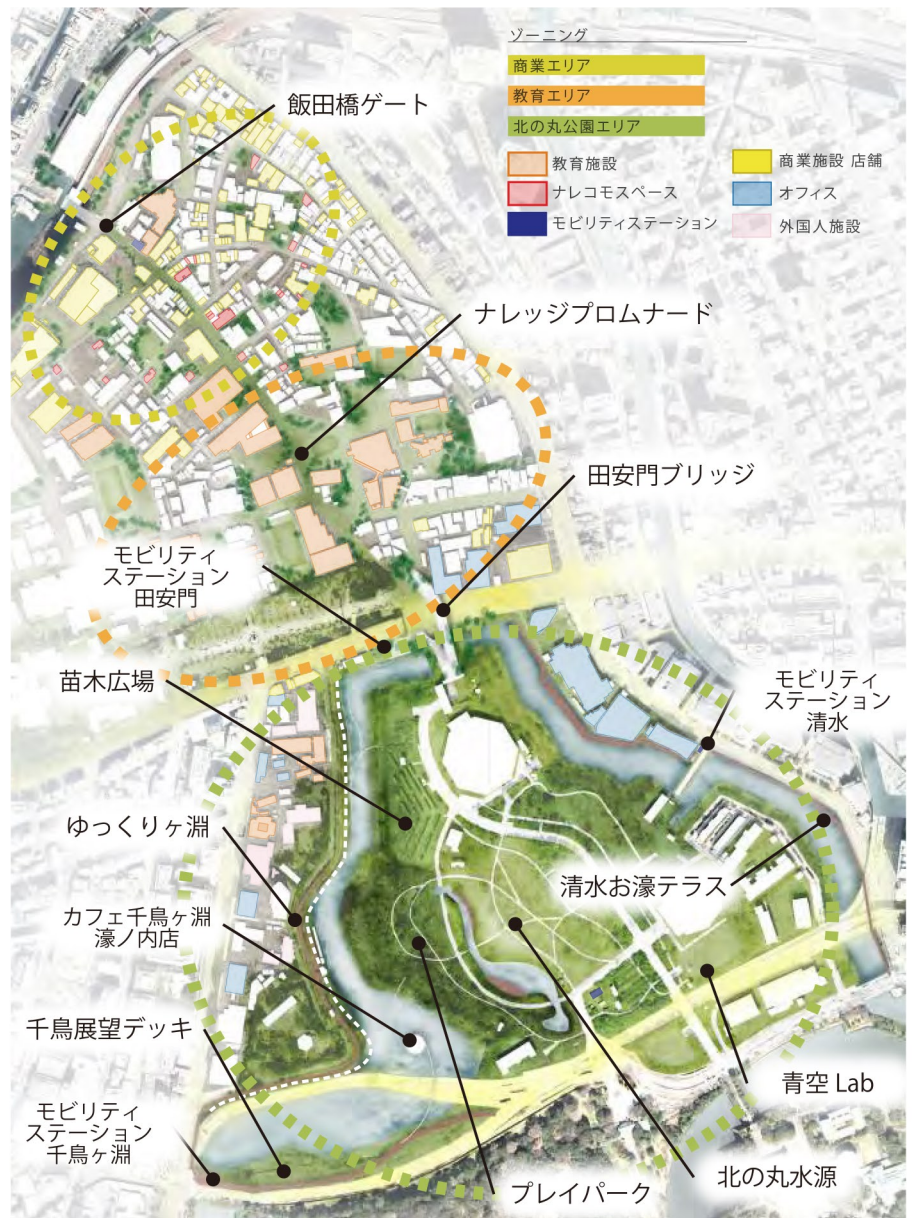 ゾーニング
商業エリア
教育エリア
北の丸公園エリア
教育施設
商業施設 店舗
ナレコモスペース
オフィス
モビリティステーション
外国人施設
飯田橋ゲート
ナレッジプロムナード
田安門ブリッジ
モビリティ
ステーション
田安門
苗木広場
モビリティ
ステーション
清水
ゆっくりヶ淵
清水お濠テラス
カフェ千鳥ヶ淵
濠ノ内店
千鳥展望デッキ
青空 Lab
モビリティ
ステーション
千鳥ヶ淵
プレイパーク
北の丸水源